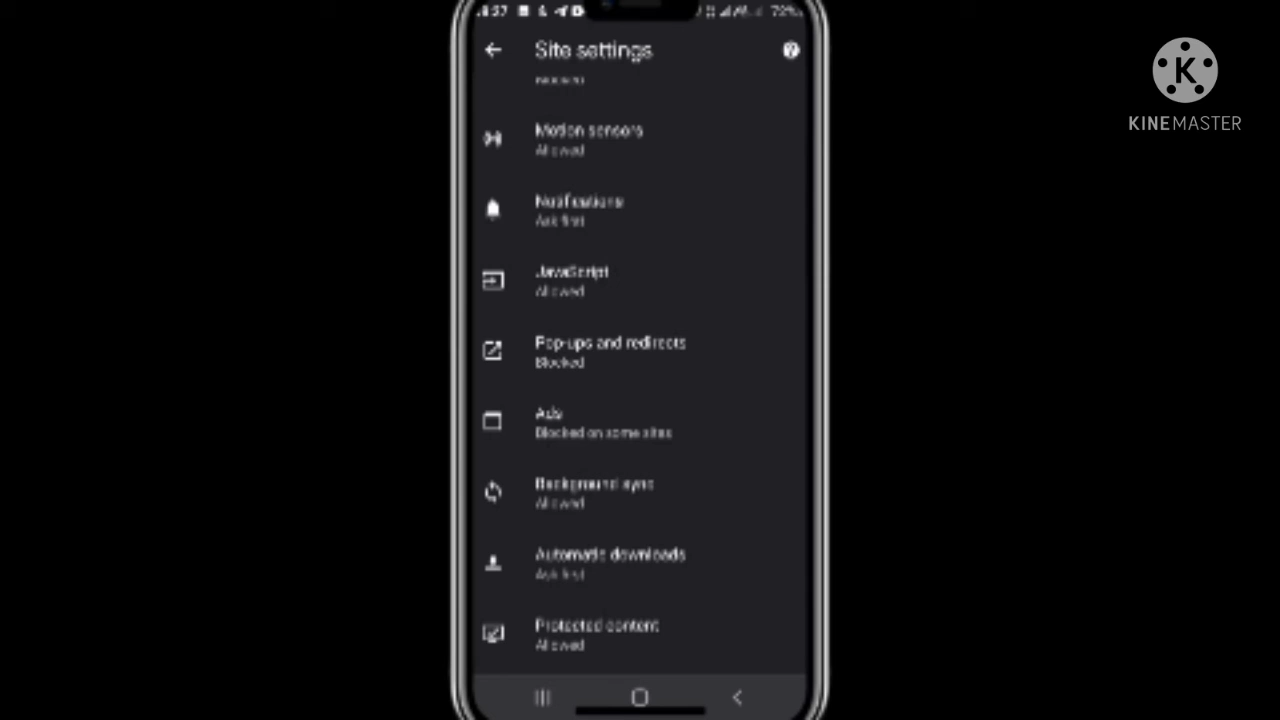 Site settings
KINEMASTER
Motion sensors
Allowed
Notifications
Ask first
JavaScript
Allowed
Pop-ups and redirects
Blocked
Ads
Blocked on some sites
Background sync
Allowed
Automatic downloads
Ask first
Protected content
Allowed